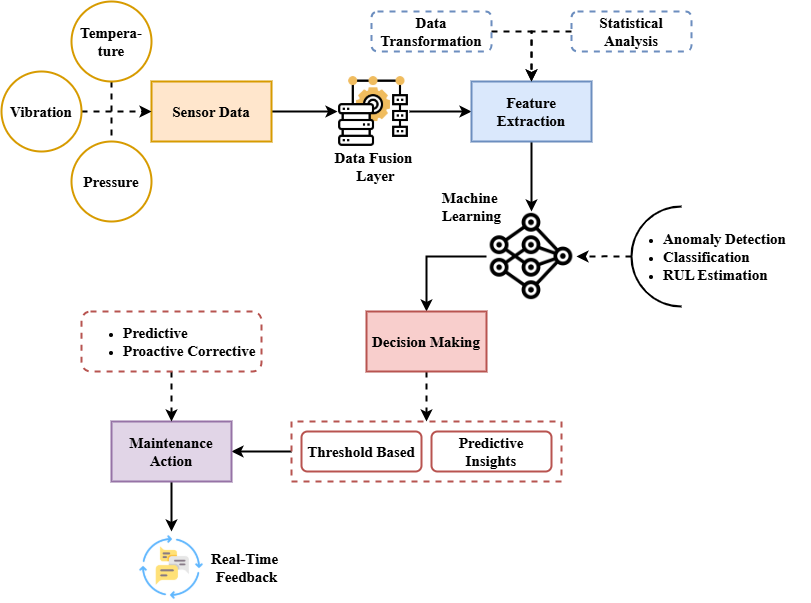 Tempera-
ture
Vibration
Pressure
Sensor Data
Data Fusion
Layer
Data
Transformation
Statistical
Analysis
Feature
Extraction
Machine
Learning
• Anomaly Detection
• Classification
• RUL Estimation
Decision Making
Threshold Based
Predictive
Insights
• Predictive
• Proactive Corrective
Maintenance
Action
Real-Time
Feedback